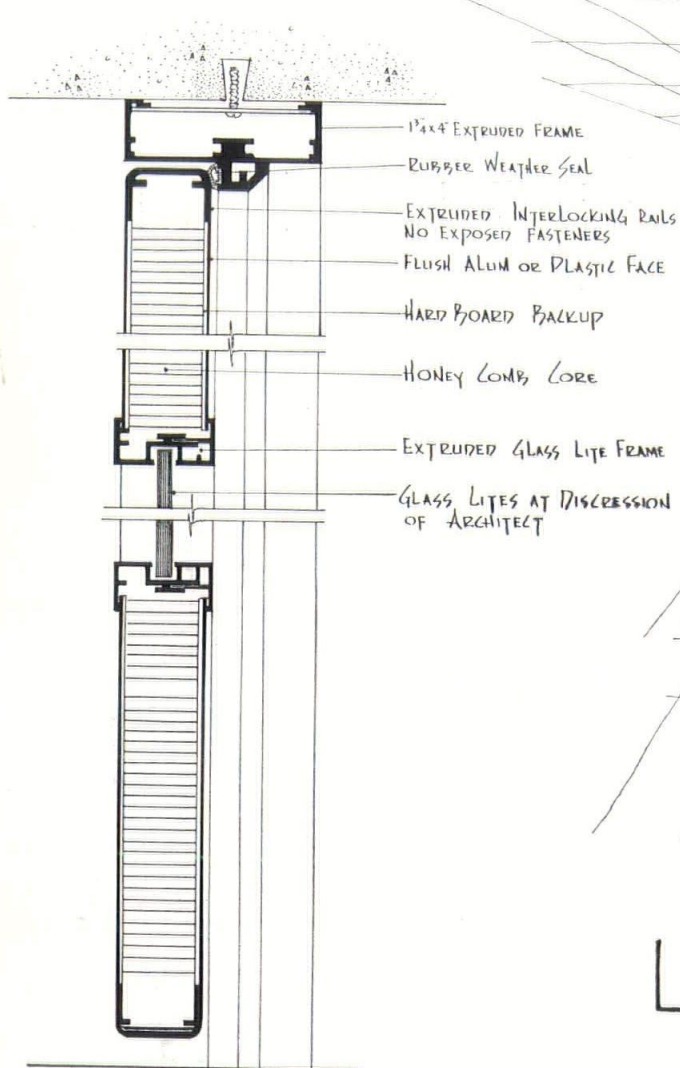 1¾x4" EXTRUDED FRAME
RUBBER WEATHER SEAL
EXTRUDED INTERLOCKING RAILS
NO EXPOSED FASTENERS
FLUSH ALUM OR PLASTIC FACE
HARD BOARD BACKUP
HONEY COMB CORE
EXTRUDED GLASS LITE FRAME
GLASS LITES AT DISCRESSION
OF ARCHITECT